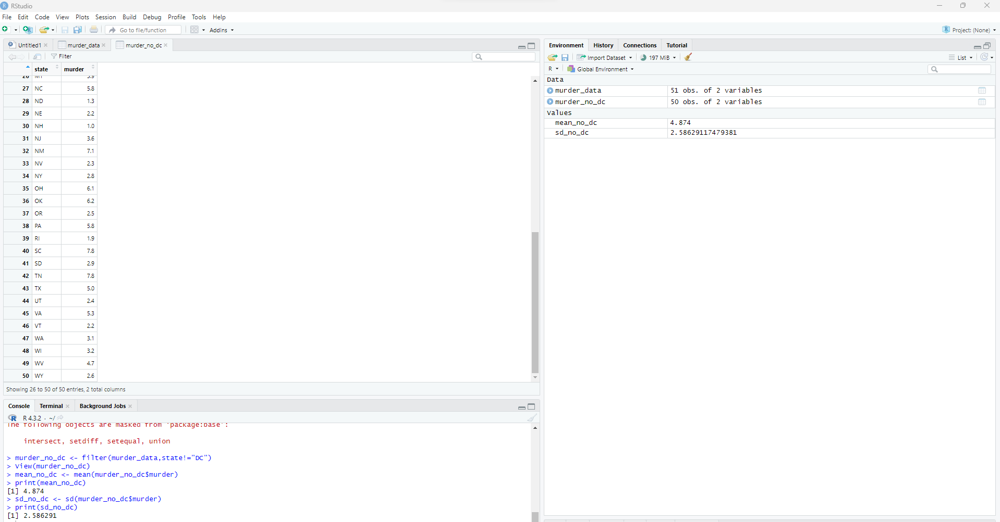 RStudio
File Edit Code View Plots Session Build Debug Profile Tools Help
Go to file/function Addins Project: (None)
Untitled1 murder_data murder_no_dc
Filter
state murder
26 MT 3.9
27 NC 5.8
28 ND 1.3
29 NE 2.2
30 NH 1.0
31 NJ 3.6
32 NM 7.1
33 NV 2.3
34 NY 2.8
35 OH 6.1
36 OK 6.2
37 OR 2.5
38 PA 5.8
39 RI 1.9
40 SC 7.8
41 SD 2.9
42 TN 7.8
43 TX 5.0
44 UT 2.4
45 VA 5.3
46 VT 2.2
47 WA 3.1
48 WI 3.2
49 WV 4.7
50 WY 2.6
Showing 26 to 50 of 50 entries, 2 total columns
Console Terminal Background Jobs
R 4.3.2 · ~/
The following objects are masked from 'package:base':
intersect, setdiff, setequal, union
> murder_no_dc <- filter(murder_data,state!="DC")
> View(murder_no_dc)
> mean_no_dc <- mean(murder_no_dc$murder)
> print(mean_no_dc)
[1] 4.874
> sd_no_dc <- sd(murder_no_dc$murder)
> print(sd_no_dc)
[1] 2.586291
Environment History Connections Tutorial
Import Dataset 197 MiB List
R Global Environment
Data
murder_data 51 obs. of 2 variables
murder_no_dc 50 obs. of 2 variables
Values
mean_no_dc 4.874
sd_no_dc 2.58629117479381